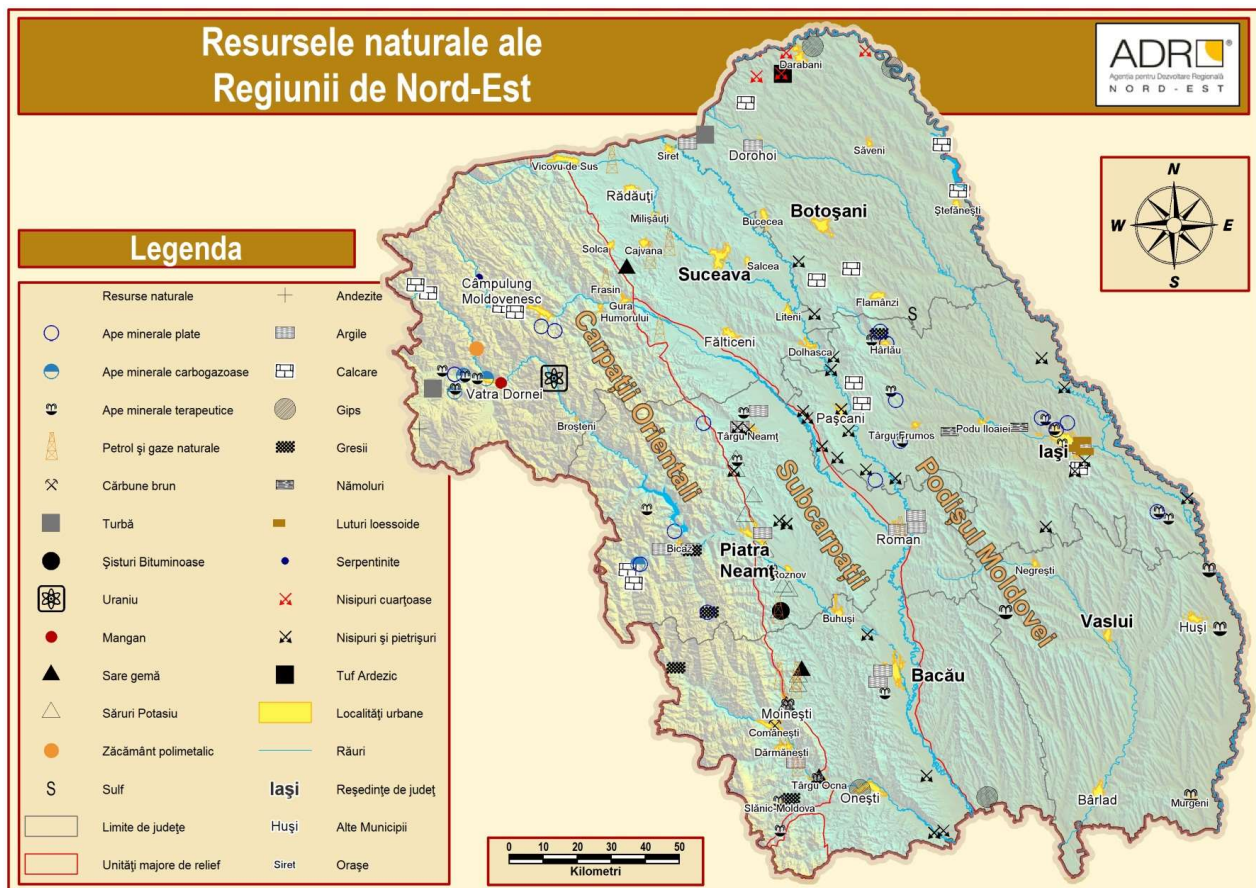 Resursele naturale ale
Regiunii de Nord-Est
ADR
Agenția pentru Dezvoltare Regională
NORD-EST
N
W
E
S
Legenda
Resurse naturale
Ape minerale plate
Ape minerale carbogazoase
Ape minerale terapeutice
Petrol și gaze naturale
Cărbune brun
Turbă
Șisturi Bituminoase
Uraniu
Mangan
Sare gemă
Săruri Potasiu
Zăcământ polimetalic
S
Sulf
Limite de județe
Unități majore de relief
Andezite
Argile
Calcare
Gips
Gresii
Nămoluri
Luturi loessoide
Serpentinite
Nisipuri cuarțoase
Nisipuri și pietrișuri
Tuf Ardezic
Localități urbane
Râuri
Iași
Reședințe de județ
Huși
Alte Municipii
Siret
Orașe
Darabani
Siret
Dorohoi
Săveni
Vicovu de Sus
Rădăuți
Milișăuți
Bucecea
Botoșani
Ștefănești
Solca
Cajvana
Suceava
Salcea
Câmpulung
Moldovenesc
Frasin
Gura
Humorului
Liteni
Flamânzi
S
Fălticeni
Dolhasca
Hârlău
Vatra Dornei
Broșteni
Carpații Orientali
Pașcani
Târgu Neamț
Târgu Frumos
Podu Iloaiei
Iași
Subcarpații
Podișul Moldovei
Bicaz
Piatra
Neamț
Roman
Roznov
Negrești
Buhuși
Vaslui
Huși
Bacău
Moinești
Comănești
Dărmănești
Târgu Ocna
Slănic-Moldova
Onești
Bârlad
Murgeni
0 10 20 30 40 50
Kilometri